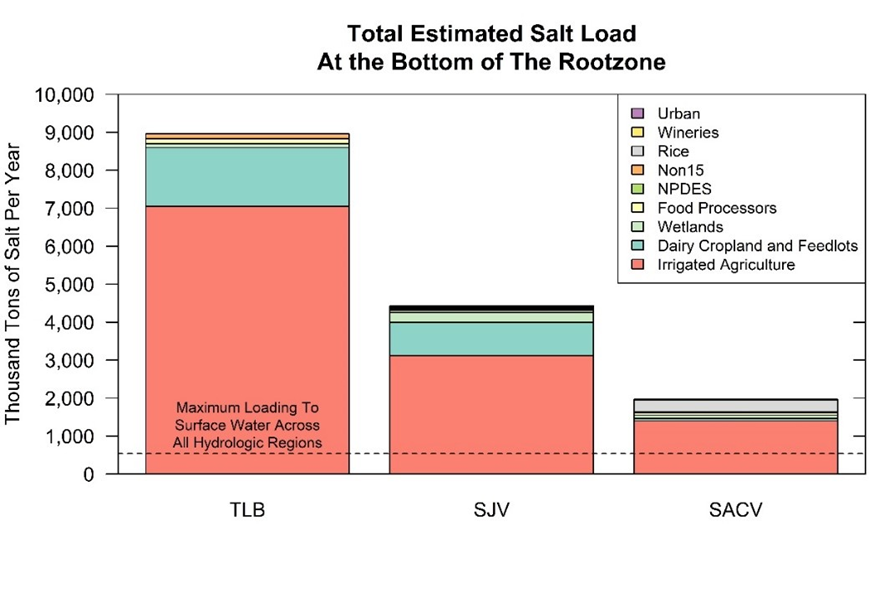 Total Estimated Salt Load
At the Bottom of The Rootzone
Thousand Tons of Salt Per Year
10,000
9,000
8,000
7,000
6,000
5,000
4,000
3,000
2,000
1,000
0
Urban
Wineries
Rice
Non15
NPDES
Food Processors
Wetlands
Dairy Cropland and Feedlots
Irrigated Agriculture
Maximum Loading To
Surface Water Across
All Hydrologic Regions
TLB
SJV
SACV